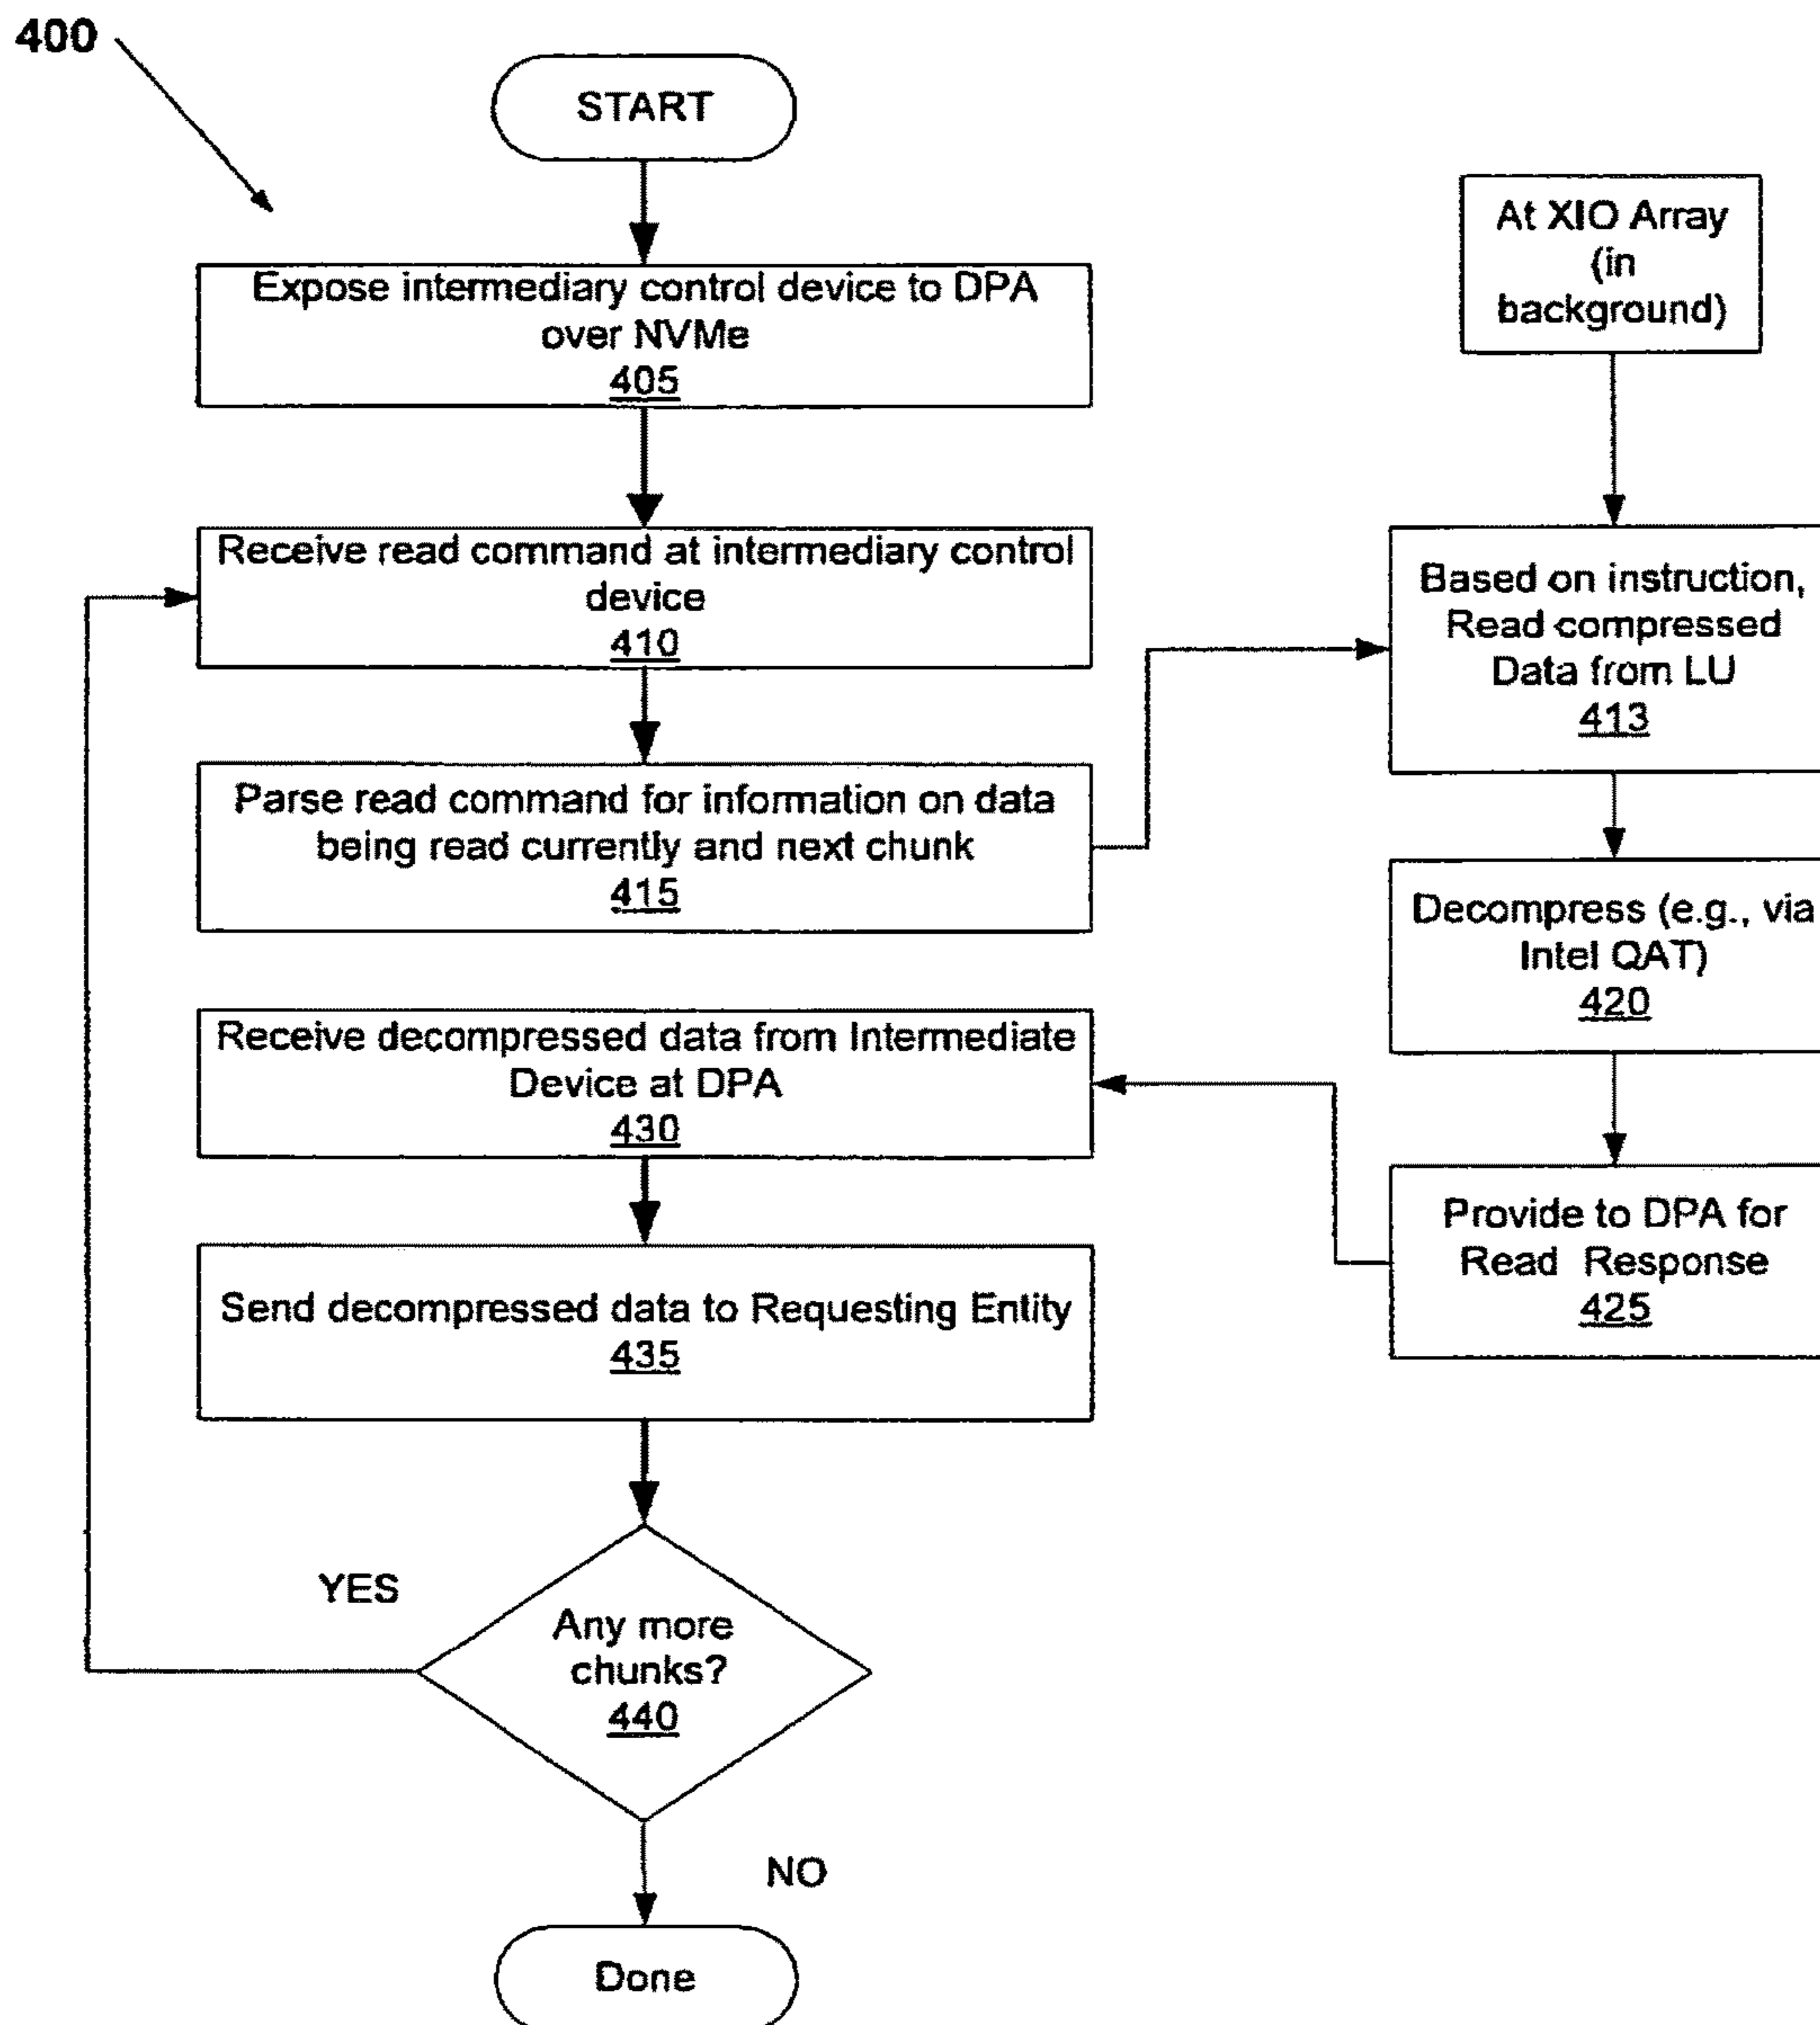 400
START
Expose intermediary control device to DPA
over NVMe
405
Receive read command at intermediary control
device
410
Parse read command for information on data
being read currently and next chunk
415
At XIO Array
(in
background)
Based on instruction,
Read compressed
Data from LU
413
Decompress (e.g., via
Intel QAT)
420
Provide to DPA for
Read Response
425
Receive decompressed data from Intermediate
Device at DPA
430
Send decompressed data to Requesting Entity
435
Any more
chunks?
440
YES
NO
Done